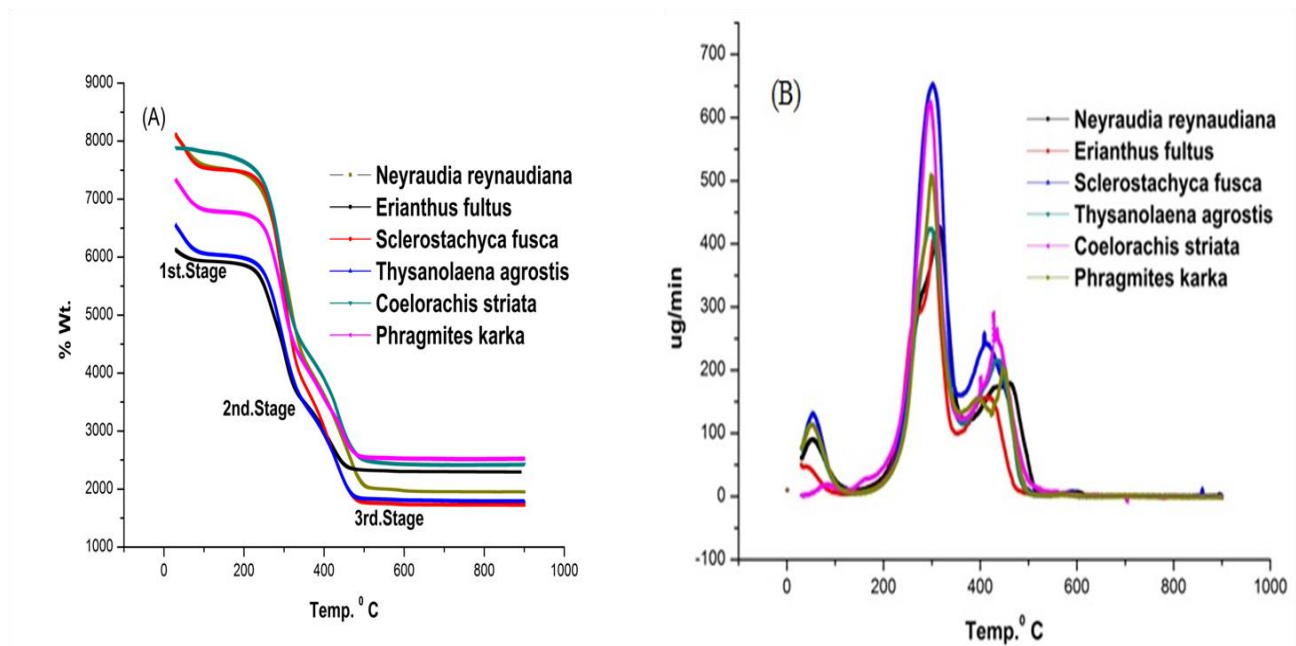 (A)
% Wt.
9000
8000
7000
6000
5000
4000
3000
2000
1000
0
200
400
600
800
1000
Temp. ⁰ C
Neyraudia reynaudiana
Erianthus fultus
Sclerostachyca fusca
Thysanolaena agrostis
Coelorachis striata
Phragmites karka
1st.Stage
2nd.Stage
3rd.Stage
(B)
ug/min
700
600
500
400
300
200
100
0
-100
0
200
400
600
800
1000
Temp.⁰ C
Neyraudia reynaudiana
Erianthus fultus
Sclerostachyca fusca
Thysanolaena agrostis
Coelorachis striata
Phragmites karka